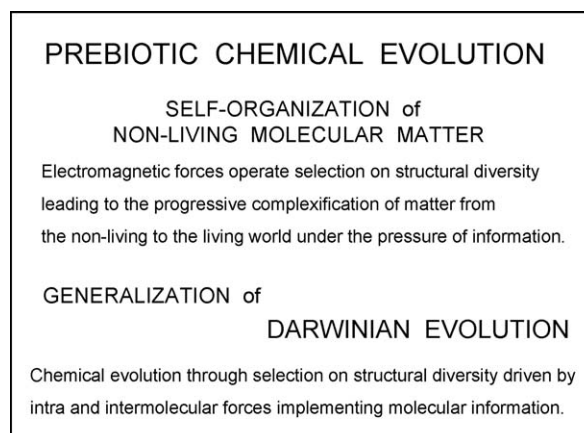 PREBIOTIC CHEMICAL EVOLUTION
SELF-ORGANIZATION of
NON-LIVING MOLECULAR MATTER
Electromagnetic forces operate selection on structural diversity
leading to the progressive complexification of matter from
the non-living to the living world under the pressure of information.
GENERALIZATION of
DARWINIAN EVOLUTION
Chemical evolution through selection on structural diversity driven by
intra and intermolecular forces implementing molecular information.